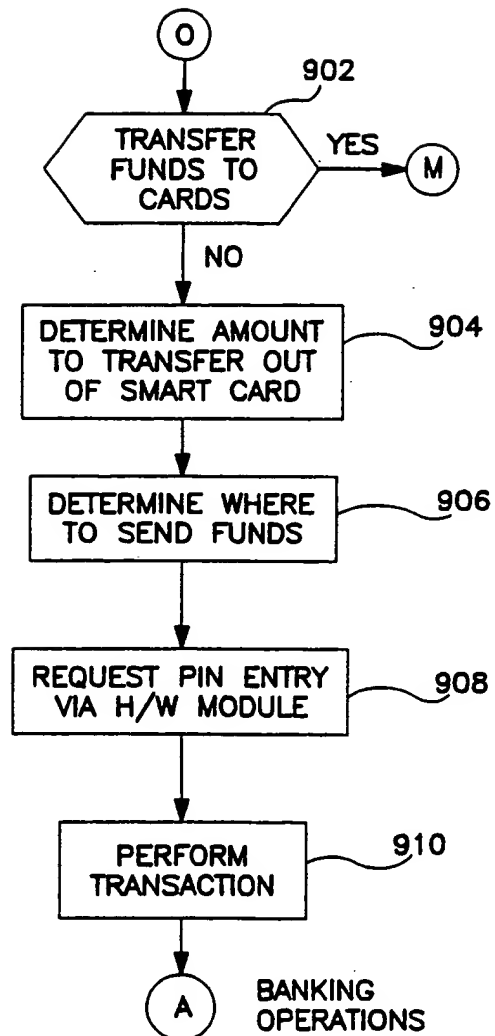 O
902
TRANSFER
FUNDS TO
CARDS
YES
M
NO
DETERMINE AMOUNT
TO TRANSFER OUT
OF SMART CARD
904
DETERMINE WHERE
TO SEND FUNDS
906
REQUEST PIN ENTRY
VIA H/W MODULE
908
PERFORM
TRANSACTION
910
A
BANKING
OPERATIONS